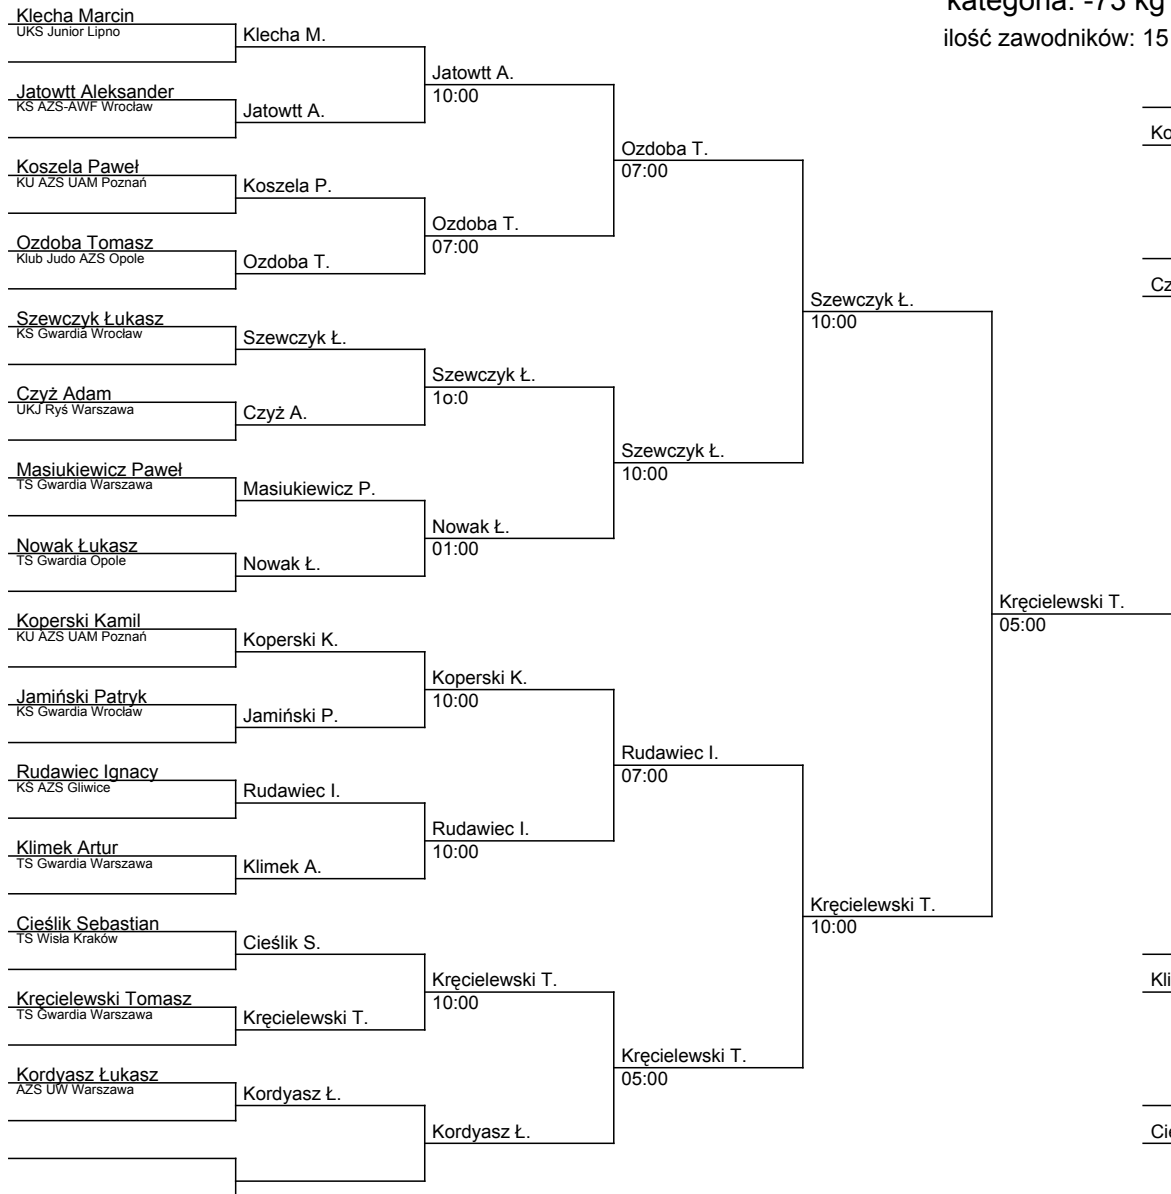 kategoria: -73 kg
ilość zawodników: 15
Klecha Marcin
UKS Junior Lipno
Jatowtt Aleksander
KS AZS-AWF Wrocław
Koszela Paweł
KU AZS UAM Poznań
Ozdoba Tomasz
Klub Judo AZS Opole
Szewczyk Łukasz
KS Gwardia Wrocław
Czyż Adam
UKJ Ryś Warszawa
Masiukiewicz Paweł
TS Gwardia Warszawa
Nowak Łukasz
TS Gwardia Opole
Koperski Kamil
KU AZS UAM Poznań
Jamiński Patryk
KS Gwardia Wrocław
Rudawiec Ignacy
KS AZS Gliwice
Klimek Artur
TS Gwardia Warszawa
Cieślik Sebastian
TS Wisła Kraków
Kręcielewski Tomasz
TS Gwardia Warszawa
Kordyasz Łukasz
AZS UW Warszawa
Klecha M.
Jatowtt A.
Koszela P.
Ozdoba T.
Szewczyk Ł.
Czyż A.
Masiukiewicz P.
Nowak Ł.
Koperski K.
Jamiński P.
Rudawiec I.
Klimek A.
Cieślik S.
Kręcielewski T.
Kordyasz Ł.
Jatowtt A.
10:00
Ozdoba T.
07:00
Szewczyk Ł.
1o:0
Nowak Ł.
01:00
Koperski K.
10:00
Rudawiec I.
10:00
Kręcielewski T.
10:00
Kordyasz Ł.
Ozdoba T.
07:00
Szewczyk Ł.
10:00
Rudawiec I.
07:00
Kręcielewski T.
05:00
Szewczyk Ł.
10:00
Kręcielewski T.
10:00
Kręcielewski T.
05:00
Ko
Cz
Kli
Cie